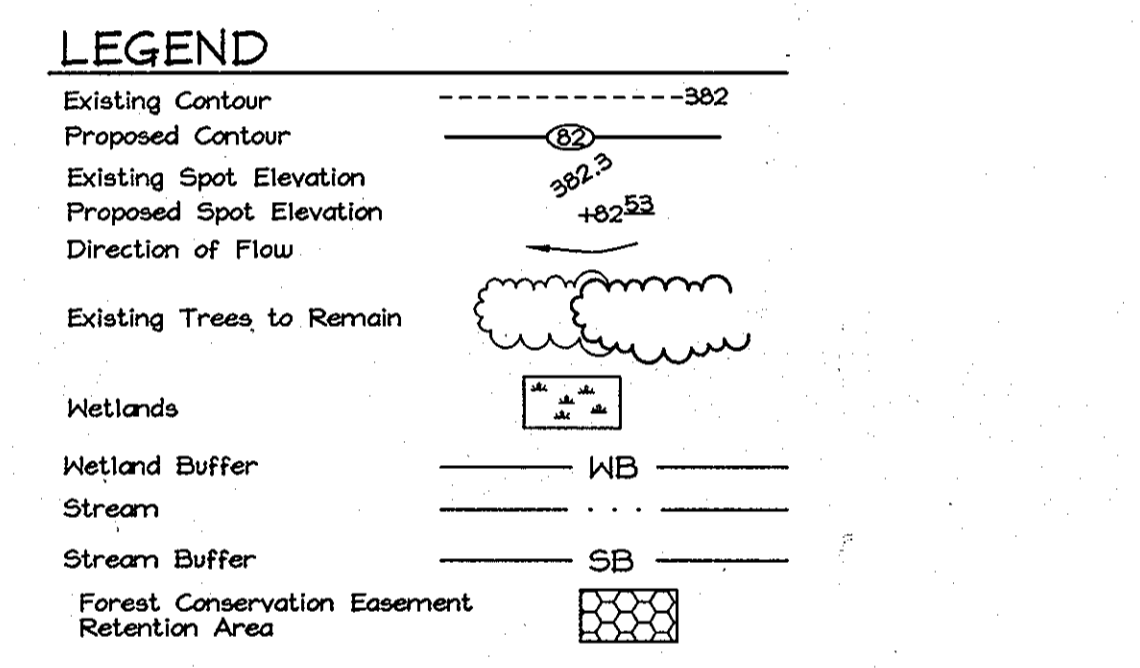 LEGEND
Existing Contour 382
Proposed Contour 82
Existing Spot Elevation 382.3
Proposed Spot Elevation +82 53
Direction of Flow
Existing Trees to Remain
Wetlands
Wetland Buffer WB
Stream
Stream Buffer SB
Forest Conservation Easement
Retention Area